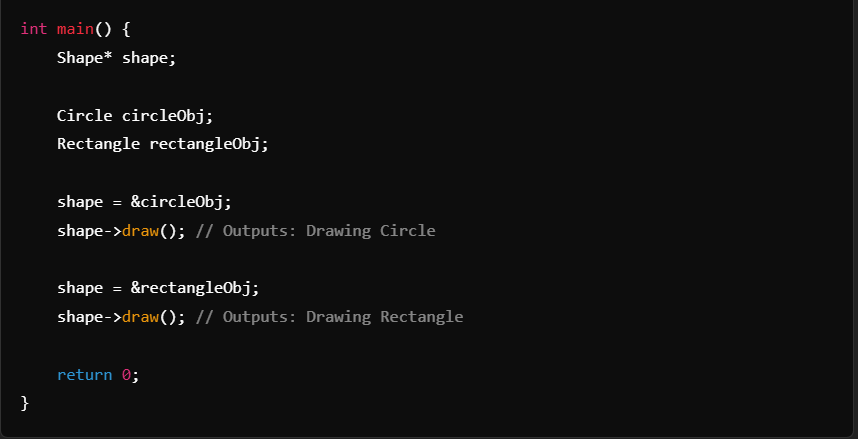 int main() {
    Shape* shape;
    Circle circleObj;
    Rectangle rectangleObj;
    shape = &circleObj;
    shape->draw(); // Outputs: Drawing Circle
    shape = &rectangleObj;
    shape->draw(); // Outputs: Drawing Rectangle
    return 0;
}